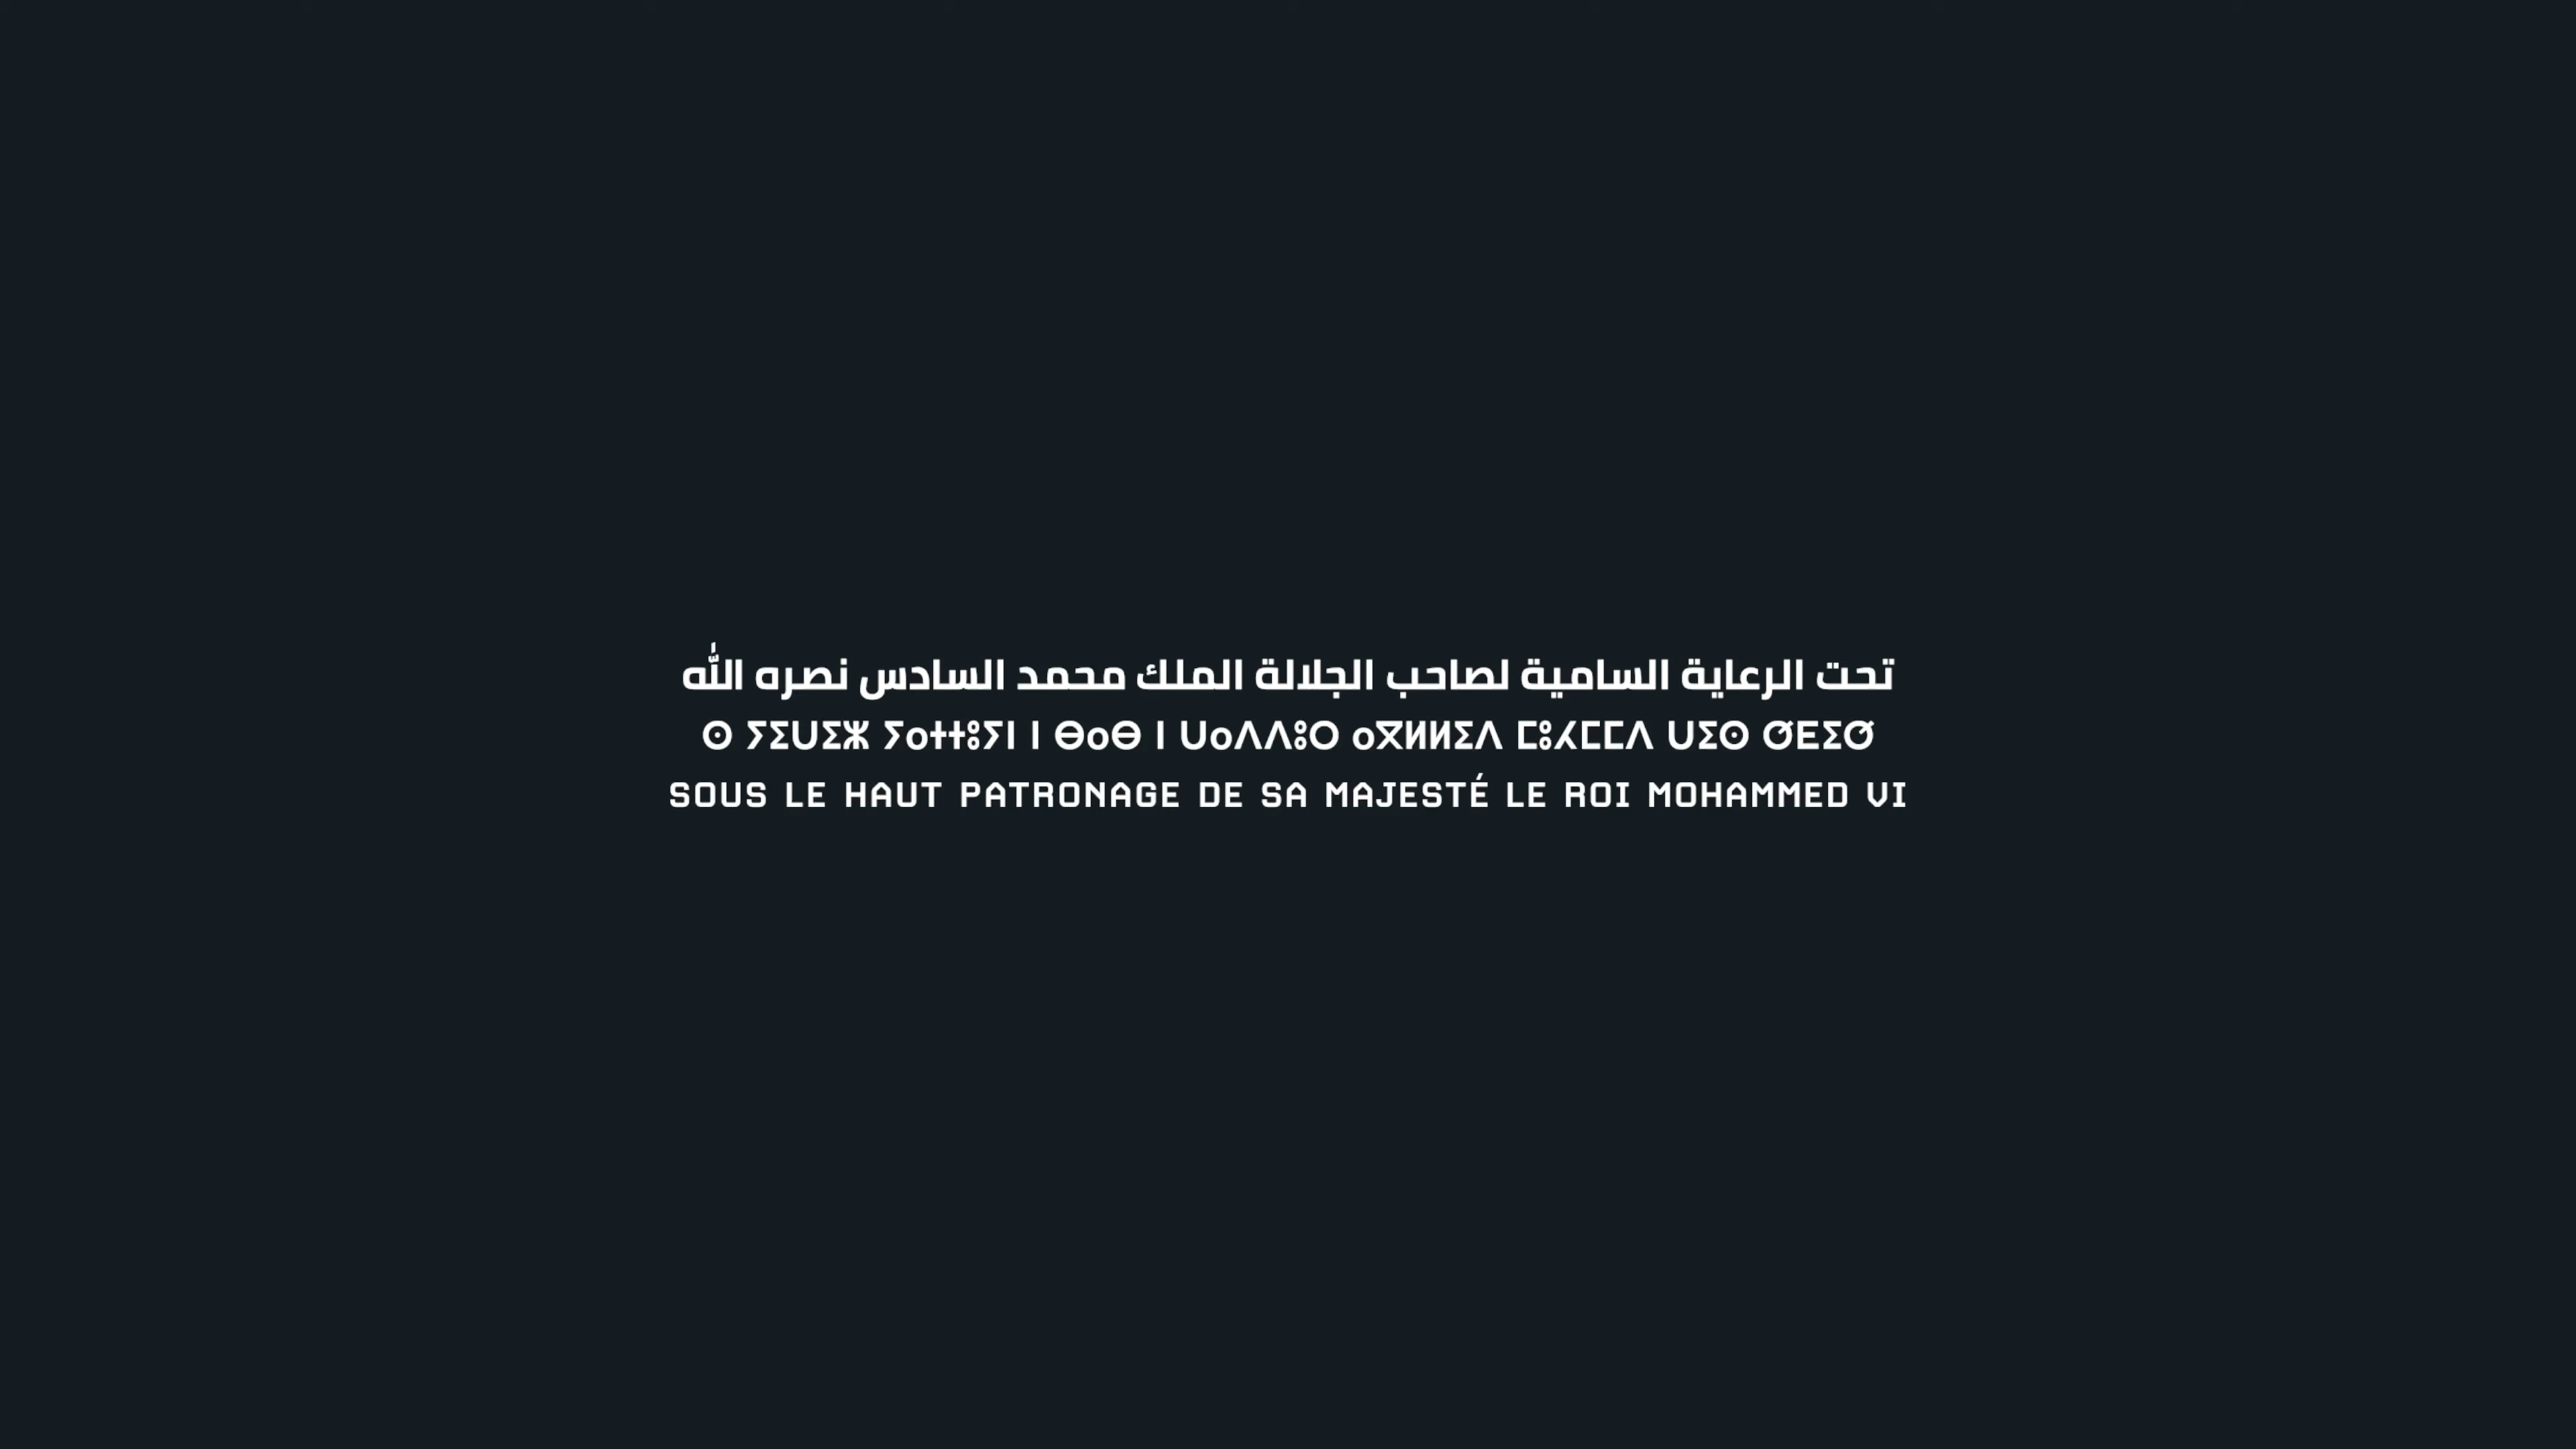 تحت الرعاية السامية لصاحب الجلالة الملك محمد السادس نصره الله
ⵙ ⵢⵉⵡⵉⵣ ⵢⴰⵜⵜⵓⵢⵏ ⵏ ⴱⴰⴱ ⵏ ⵡⴰⴷⴷⵓⵔ ⴰⴳⵍⵍⵉⴷ ⵎⵓⵃⵎⵎⴷ ⵡⵉⵙ ⵚⴹⵉⵚ
SOUS LE HAUT PATRONAGE DE SA MAJESTÉ LE ROI MOHAMMED VI